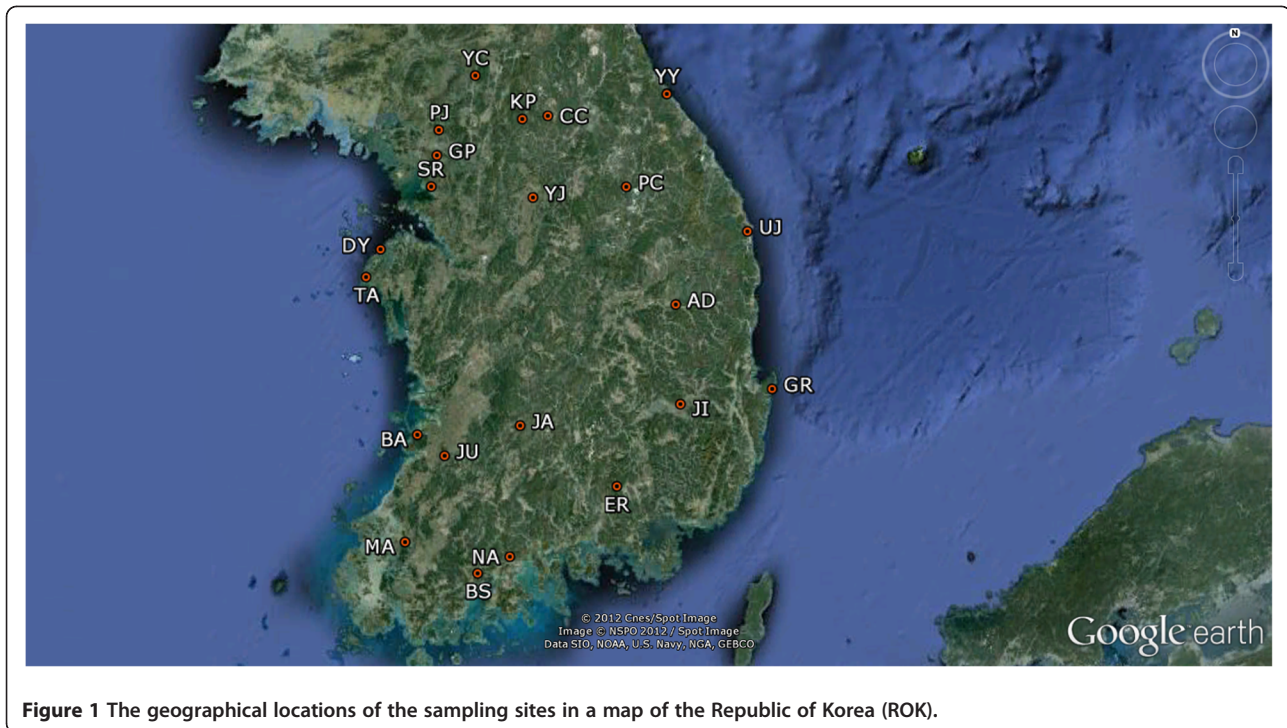 N
YC
YY
PJ
KP
CC
GP
SR
YJ
PC
UJ
DY
TA
AD
GR
JI
JA
BA
JU
ER
MA
NA
BS
© 2012 Cnes/Spot Image
Image © NSPO 2012 / Spot Image
Data SIO, NOAA, U.S. Navy, NGA, GEBCO
Google earth
Figure 1 The geographical locations of the sampling sites in a map of the Republic of Korea (ROK).